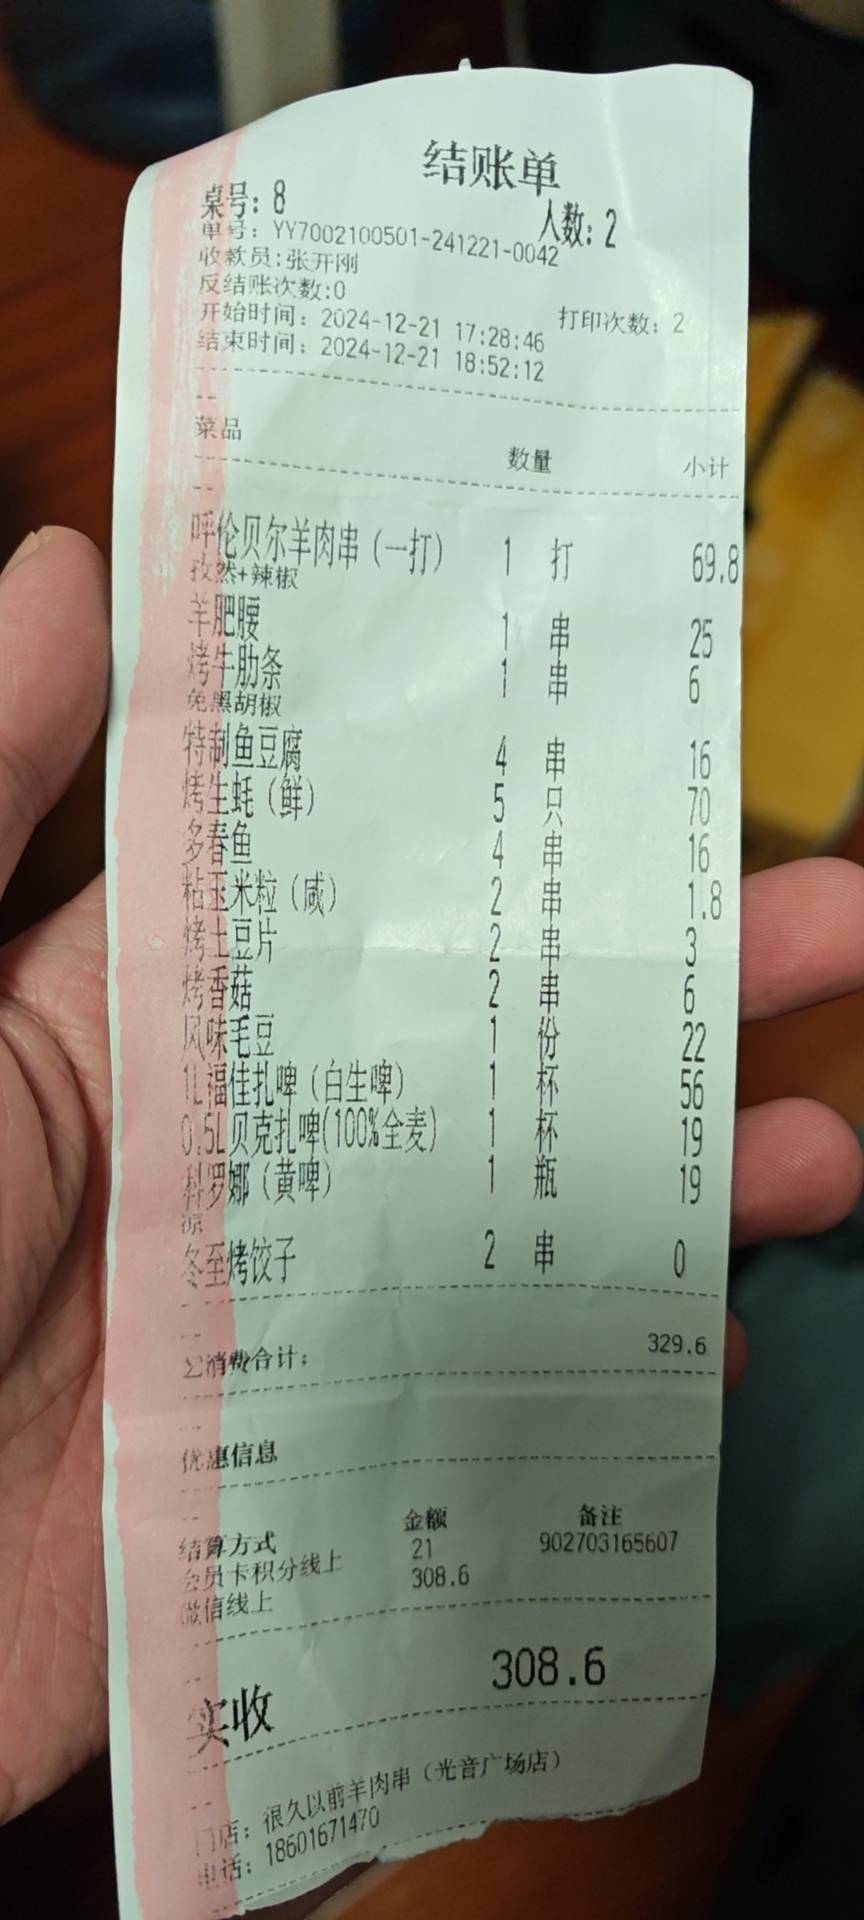 结账单
桌号：8 人数：2
单号：YY7002100501-241221-0042
收款员:张开刚
反结账次数:0
开始时间：2024-12-21 17:28:46 打印次数：2
结束时间：2024-12-21 18:52:12
菜品 数量 小计
呼伦贝尔羊肉串（一打） 1 打 69.8
孜然+辣椒
羊肥腰 1 串 25
烤牛肋条 1 串 6
免黑胡椒
特制鱼豆腐 4 串 16
烤生蚝（鲜） 5 只 70
多春鱼 4 串 16
粘玉米粒（咸） 2 串 1.8
烤土豆片 2 串 3
烤香菇 2 串 6
风味毛豆 1 份 22
1L福佳扎啤（白生啤） 1 杯 56
0.5L贝克扎啤(100%全麦) 1 杯 19
科罗娜（黄啤） 1 瓶 19
凉
冬至烤饺子 2 串 0
∑消费合计： 329.6
优惠信息
结算方式 金额 备注
会员卡积分线上 21 902703165607
微信线上 308.6
实收 308.6
门店：很久以前羊肉串（光音广场店）
电话：18601671470